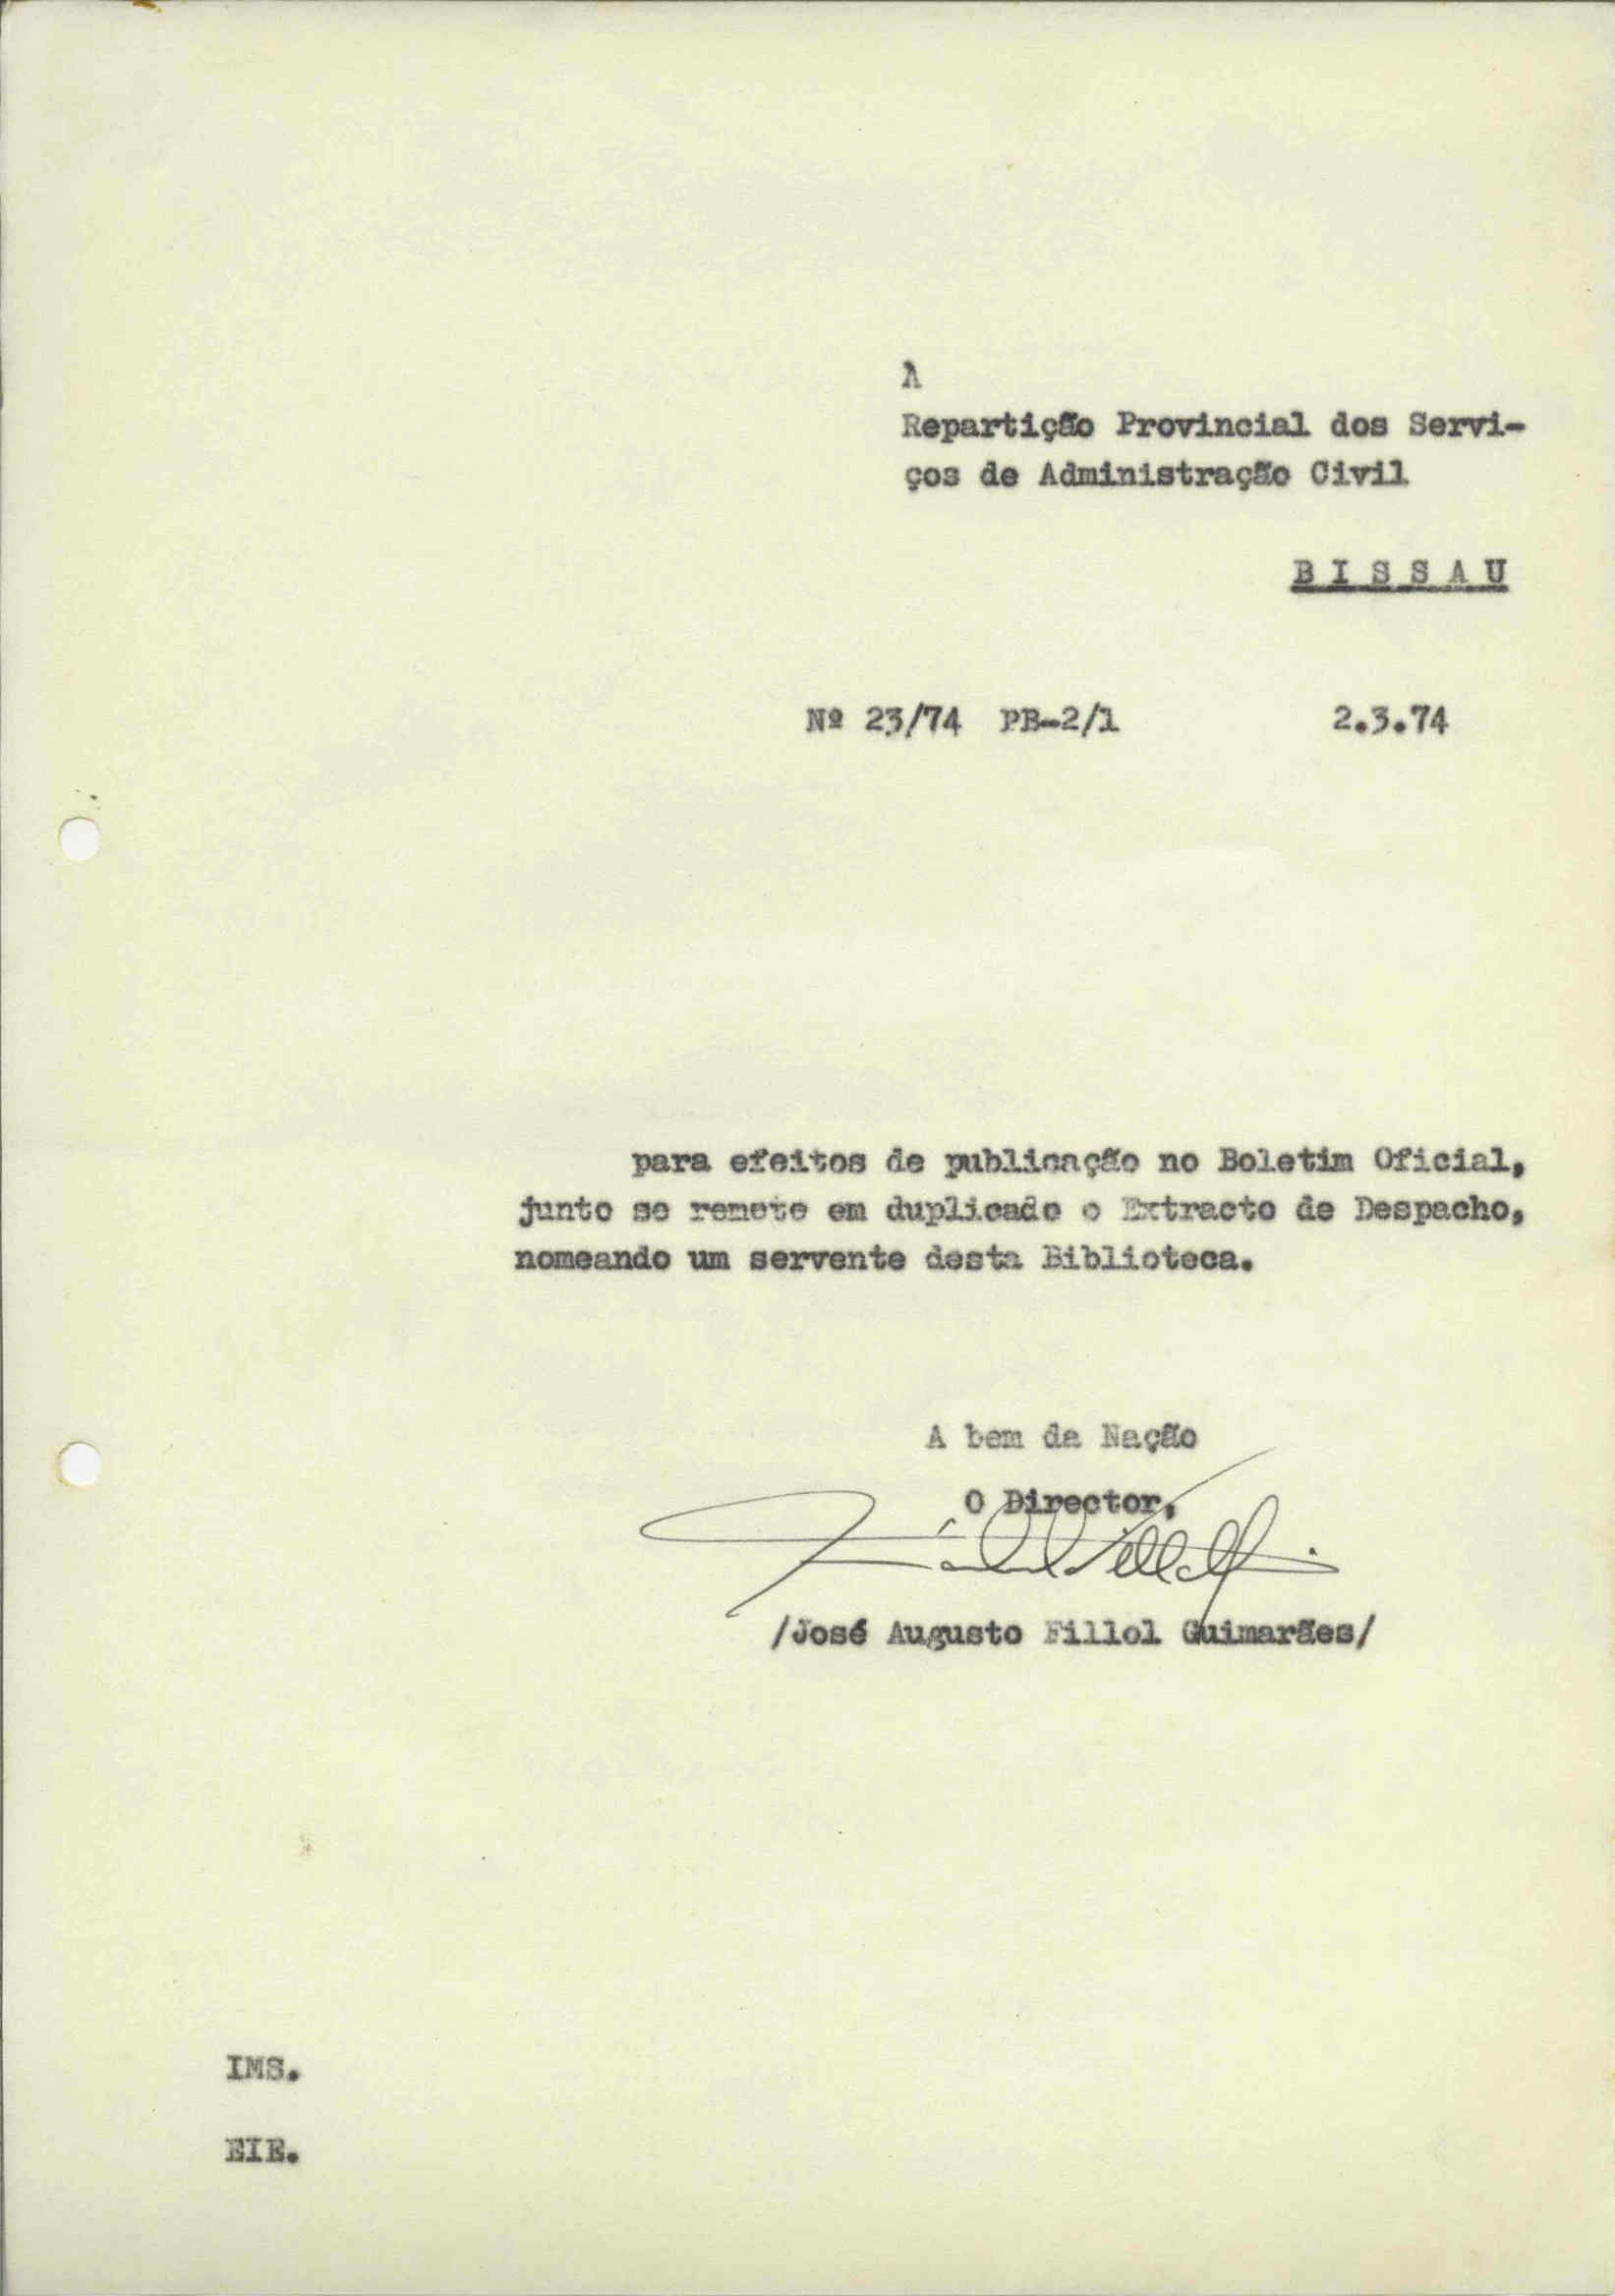 À
Repartição Provincial dos Servi-
ços de Administração Civil
B I S S A U
Nº 23/74 PB-2/1 2.3.74
para efeitos de publicação no Boletim Oficial,
junto se remete em duplicado o Extracto de Despacho,
nomeando um servente desta Biblioteca.
A bem da Nação
O Director,
/José Augusto Fillol Guimarães/
IMS.
EIE.